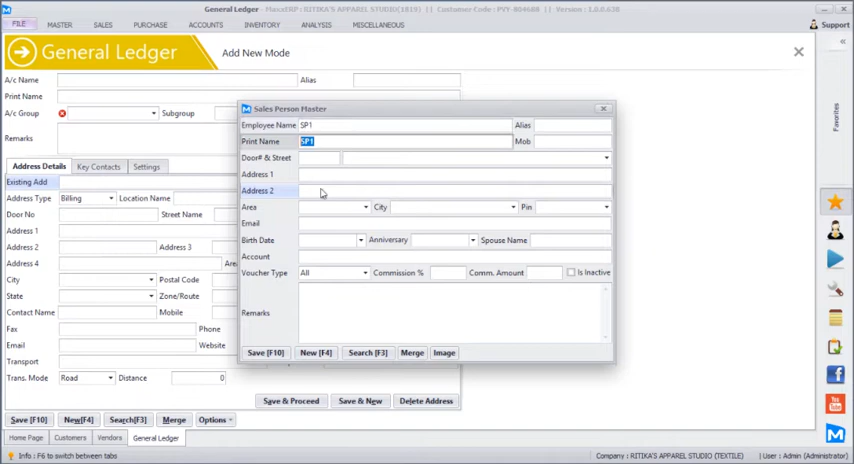 General Ledger - MaxxERP - RITIKA'S APPAREL STUDIO(1819) || Customer Code : PVY-804688 || Version : 1.0.0.638
FILE MASTER SALES PURCHASE ACCOUNTS INVENTORY ANALYSIS MISCELLANEOUS Support
General Ledger Add New Mode
A/c Name Alias
Print Name
A/c Group Subgroup
Remarks
Address Details Key Contacts Settings
Existing Add
Address Type Billing Location Name
Door No Street Name
Address 1
Address 2 Address 3
Address 4 Area
City Postal Code
State Zone/Route
Contact Name Mobile
Fax Phone
Email Website
Transport
Trans. Mode Road Distance 0
Save & Proceed Save & New Delete Address
Save [F10] New[F4] Search[F3] Merge Options
Sales Person Master
Employee Name SP1 Alias
Print Name SP1 Mob
Door# & Street
Address 1
Address 2
Area City Pin
Email
Birth Date Anniversary Spouse Name
Account
Voucher Type All Commission % Comm. Amount Is Inactive
Remarks
Save [F10] New [F4] Search [F3] Merge Image
Favorites
You Tube
Home Page Customers Vendors General Ledger
Info : F6 to switch between tabs Company : RITIKA'S APPAREL STUDIO (TEXTILE) User : Admin (Administrator)